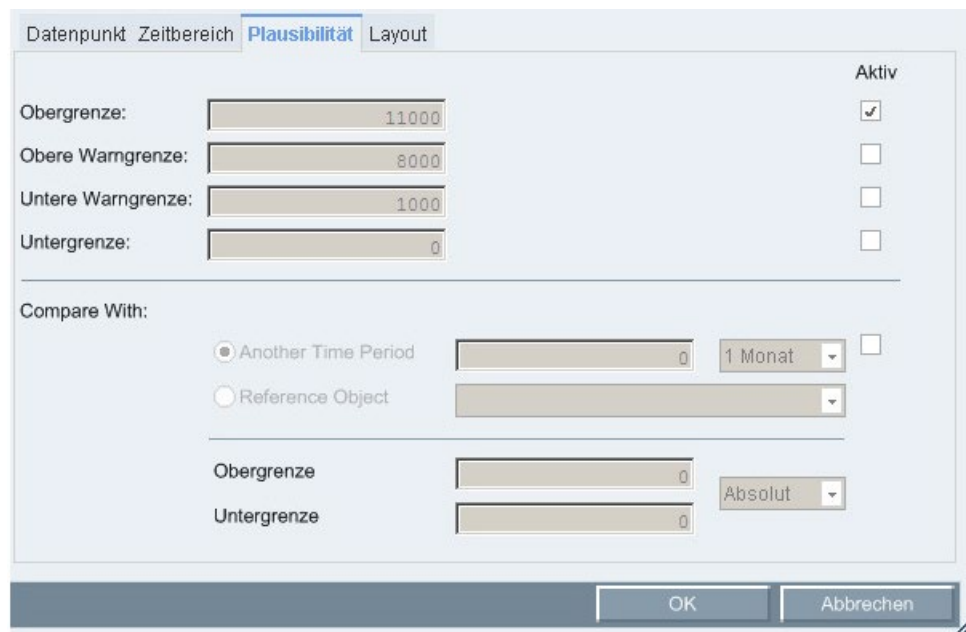 Datenpunkt Zeitbereich Plausibilität Layout
Aktiv
Obergrenze: 11000
Obere Warngrenze: 8000
Untere Warngrenze: 1000
Untergrenze: 0
Compare With:
Another Time Period 0 1 Monat
Reference Object
Obergrenze 0
Absolut
Untergrenze 0
OK Abbrechen